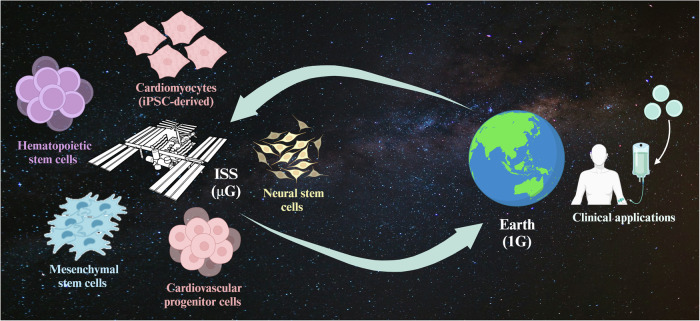 Cardiomyocytes
(iPSC-derived)
Hematopoietic
stem cells
ISS
(μG)
Neural stem
cells
Mesenchymal
stem cells
Cardiovascular
progenitor cells
Earth
(1G)
Clinical applications